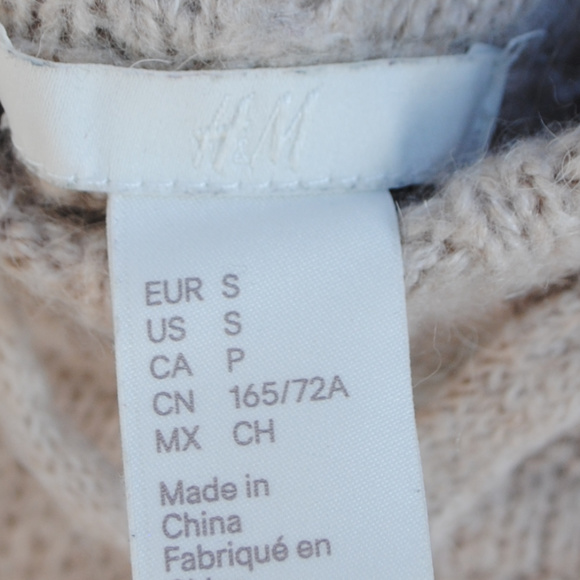 H&M
EUR S
US S
CA P
CN 165/72A
MX CH
Made in
China
Fabriqué en